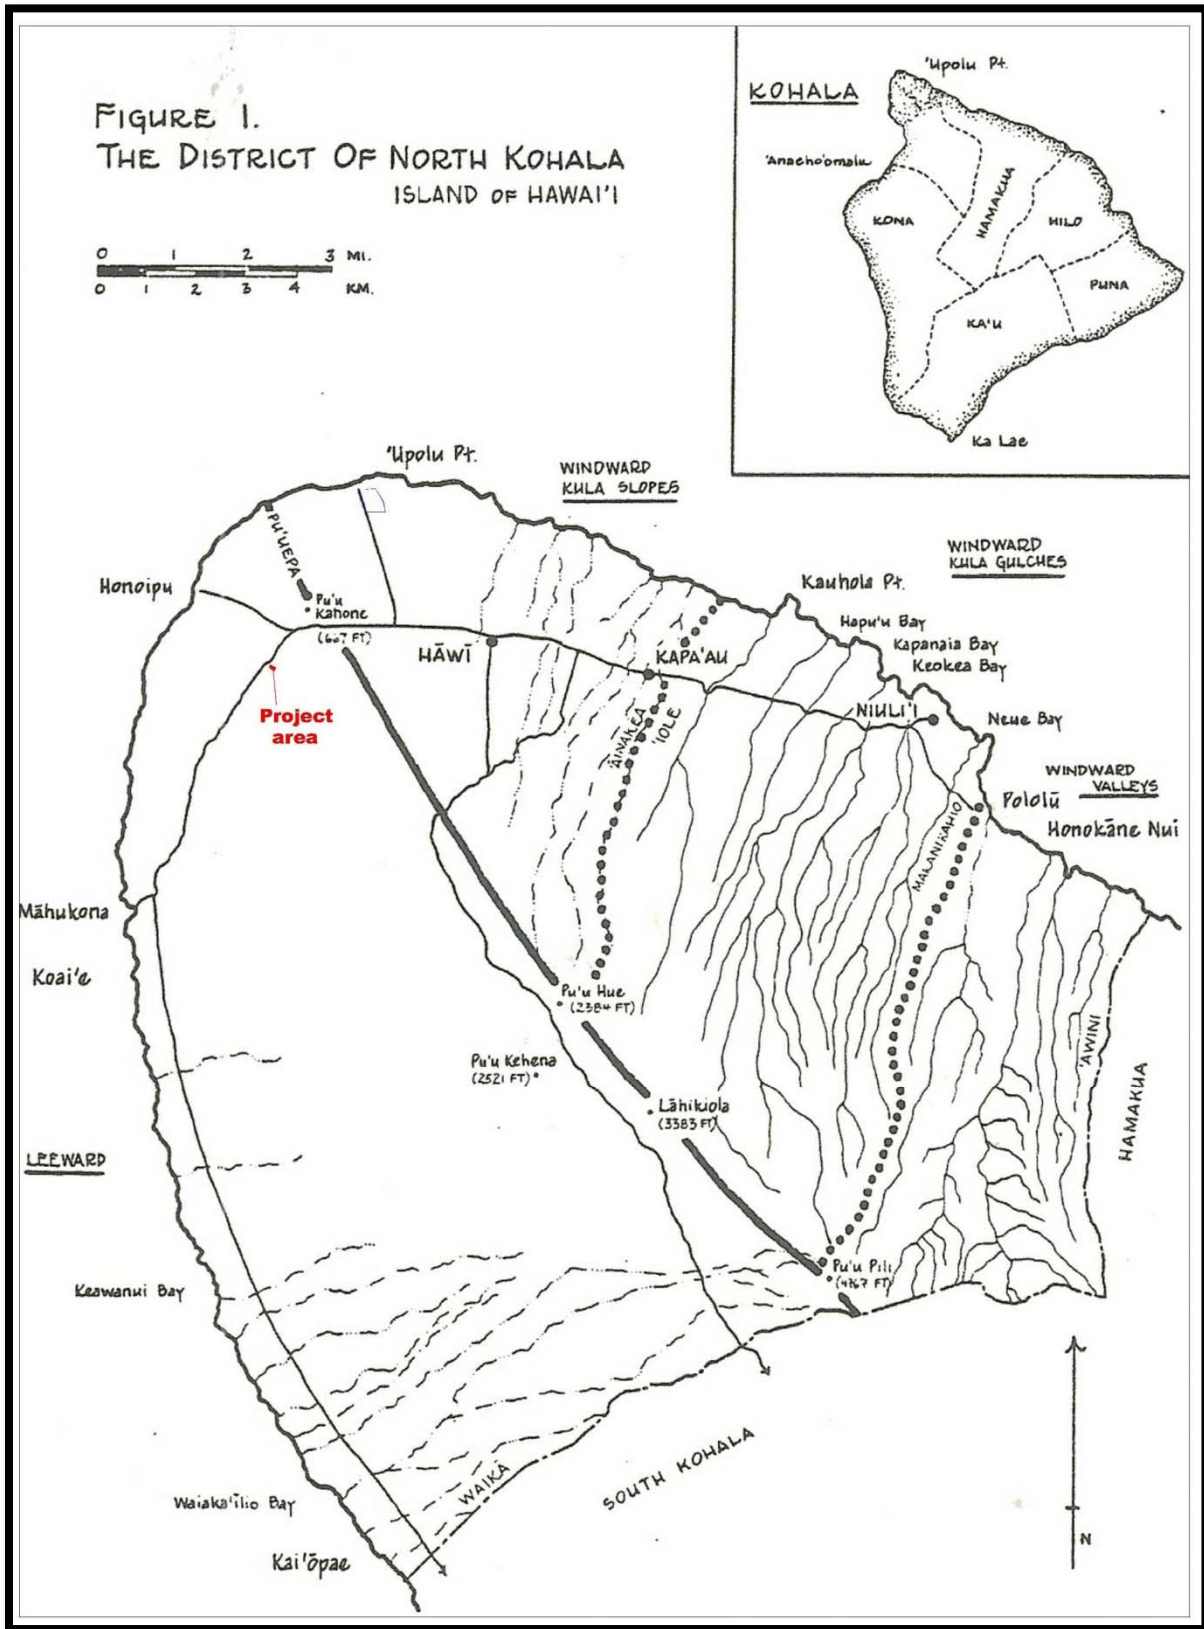 FIGURE 1.
THE DISTRICT OF NORTH KOHALA
ISLAND OF HAWAI'I
0 1 2 3 MI.
0 1 2 3 4 KM.
KOHALA
'Upolu Pt.
'Anaeho'omalu
KONA
HAMAKUA
HILO
PUNA
KA'U
Ka Lae
'Upolu Pt.
WINDWARD
KULA SLOPES
WINDWARD
KULA GULCHES
PU'UEPA
Honoipu
Pu'u
Kahone
(667 FT)
HĀWĪ
KAPA'AU
Kauhola Pt.
Hapu'u Bay
Kapanaia Bay
Keokea Bay
NIULI'I
Neue Bay
Project
area
'ĀINAKEA
'IOLE
WINDWARD
VALLEYS
Pololū
Honokāne Nui
MAKANIKAHIO
Māhukona
Koai'e
Pu'u Hue
(2384 FT)
Pu'u Kehena
(2521 FT)
Lāhikiola
(3383 FT)
'AWINI
HAMAKUA
LEEWARD
Keawanui Bay
Pu'u Pili
(4767 FT)
WAIKĀ
SOUTH KOHALA
Waiaka'īlio Bay
Kai'ōpae
N